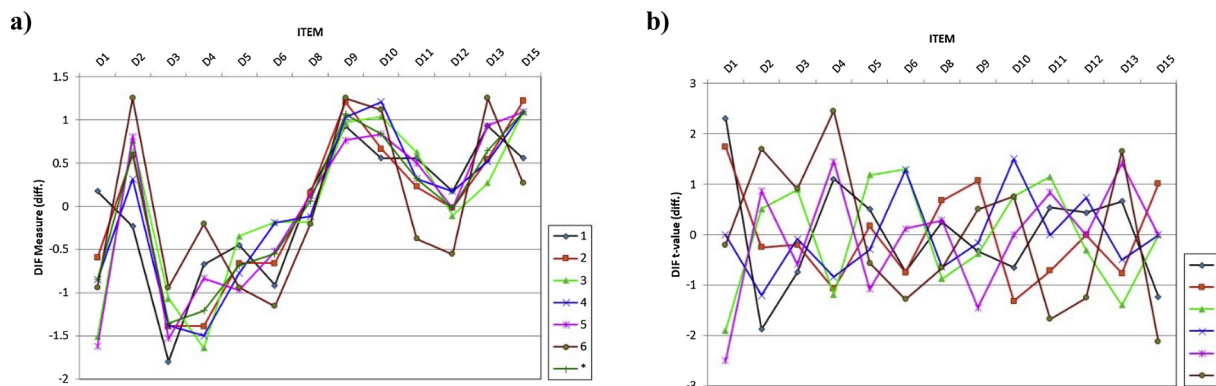 a)
ITEM
D1 D2 D3 D4 D5 D6 D8 D9 D10 D11 D12 D13 D15
1.5
1
0.5
0
-0.5
-1
-1.5
-2
DIF Measure (diff.)
1
2
3
4
5
6
*
b)
ITEM
D1 D2 D3 D4 D5 D6 D8 D9 D10 D11 D12 D13 D15
3
2
1
0
-1
-2
-3
DIF t-value (diff.)